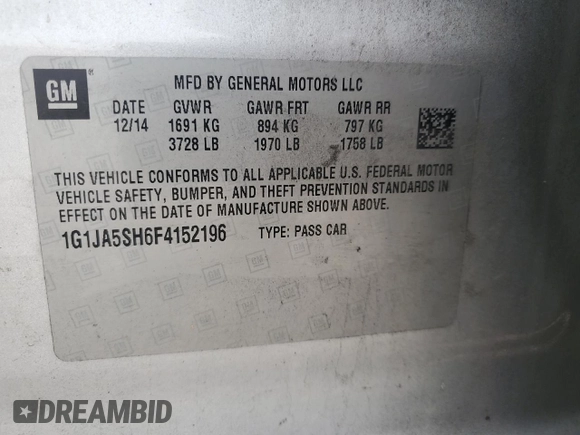 GM
MFD BY GENERAL MOTORS LLC
DATE GVWR GAWR FRT GAWR RR
12/14 1691 KG 894 KG 797 KG
3728 LB 1970 LB 1758 LB
THIS VEHICLE CONFORMS TO ALL APPLICABLE U.S. FEDERAL MOTOR
VEHICLE SAFETY, BUMPER, AND THEFT PREVENTION STANDARDS IN
EFFECT ON THE DATE OF MANUFACTURE SHOWN ABOVE.
1G1JA5SH6F4152196 TYPE: PASS CAR
DREAMBID